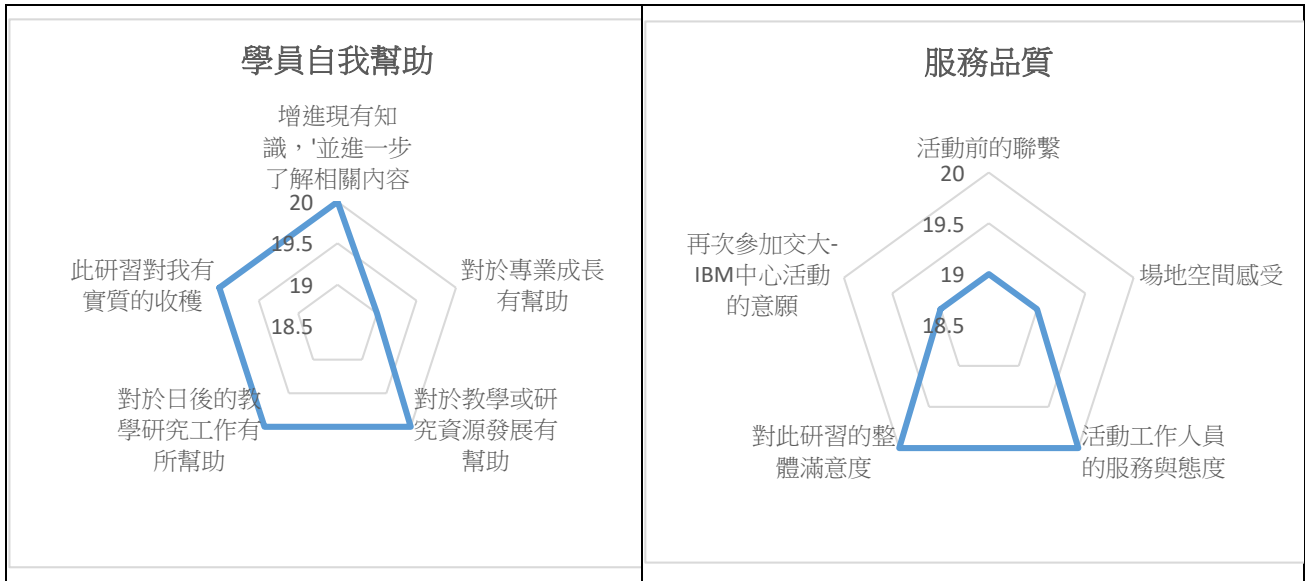 學員自我幫助
增進現有知
識，'並進一步
了解相關內容
20
19.5
19
18.5
對於專業成長
有幫助
對於教學或研
究資源發展有
幫助
對於日後的教
學研究工作有
所幫助
此研習對我有
實質的收穫
服務品質
活動前的聯繫
20
19.5
19
18.5
場地空間感受
活動工作人員
的服務與態度
對此研習的整
體滿意度
再次參加交大-
IBM中心活動
的意願